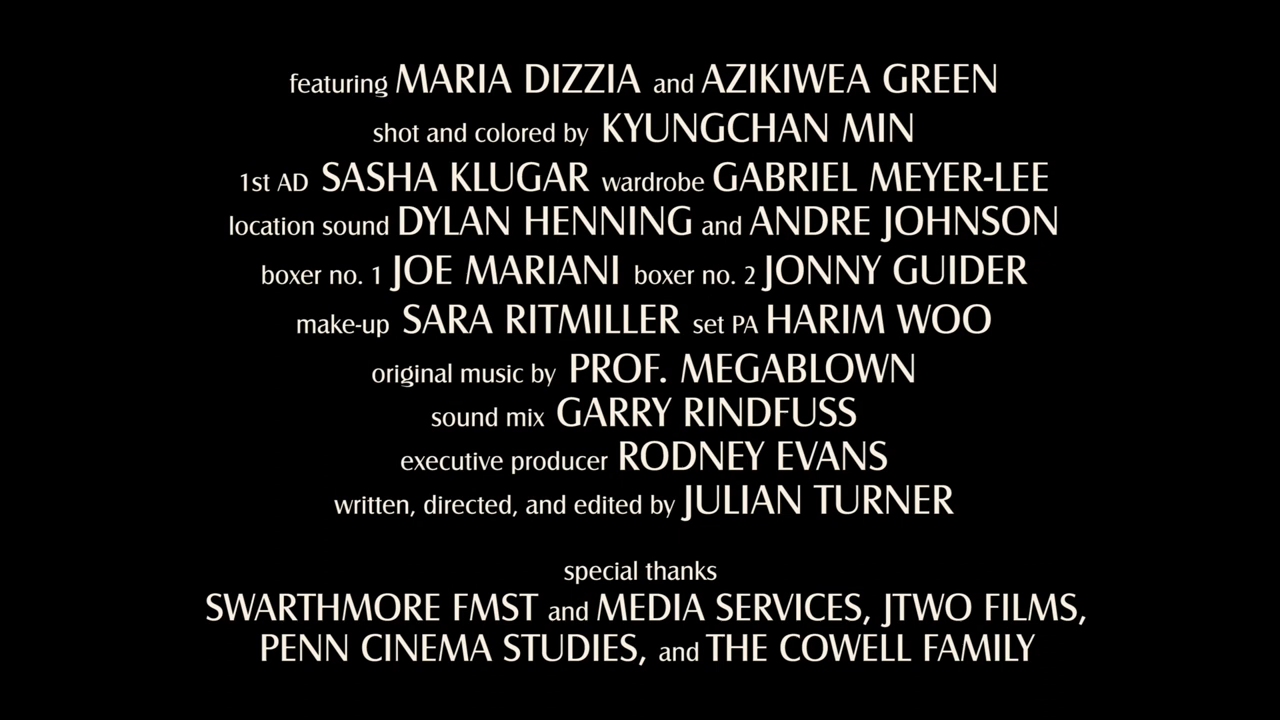 featuring MARIA DIZZIA and AZIKIWEA GREEN
shot and colored by KYUNGCHAN MIN
1st AD SASHA KLUGAR wardrobe GABRIEL MEYER-LEE
location sound DYLAN HENNING and ANDRE JOHNSON
boxer no. 1 JOE MARIANI boxer no. 2 JONNY GUIDER
make-up SARA RITMILLER set PA HARIM WOO
original music by PROF. MEGABLOWN
sound mix GARRY RINDFUSS
executive producer RODNEY EVANS
written, directed, and edited by JULIAN TURNER
special thanks
SWARTHMORE FMST and MEDIA SERVICES, JTWO FILMS,
PENN CINEMA STUDIES, and THE COWELL FAMILY